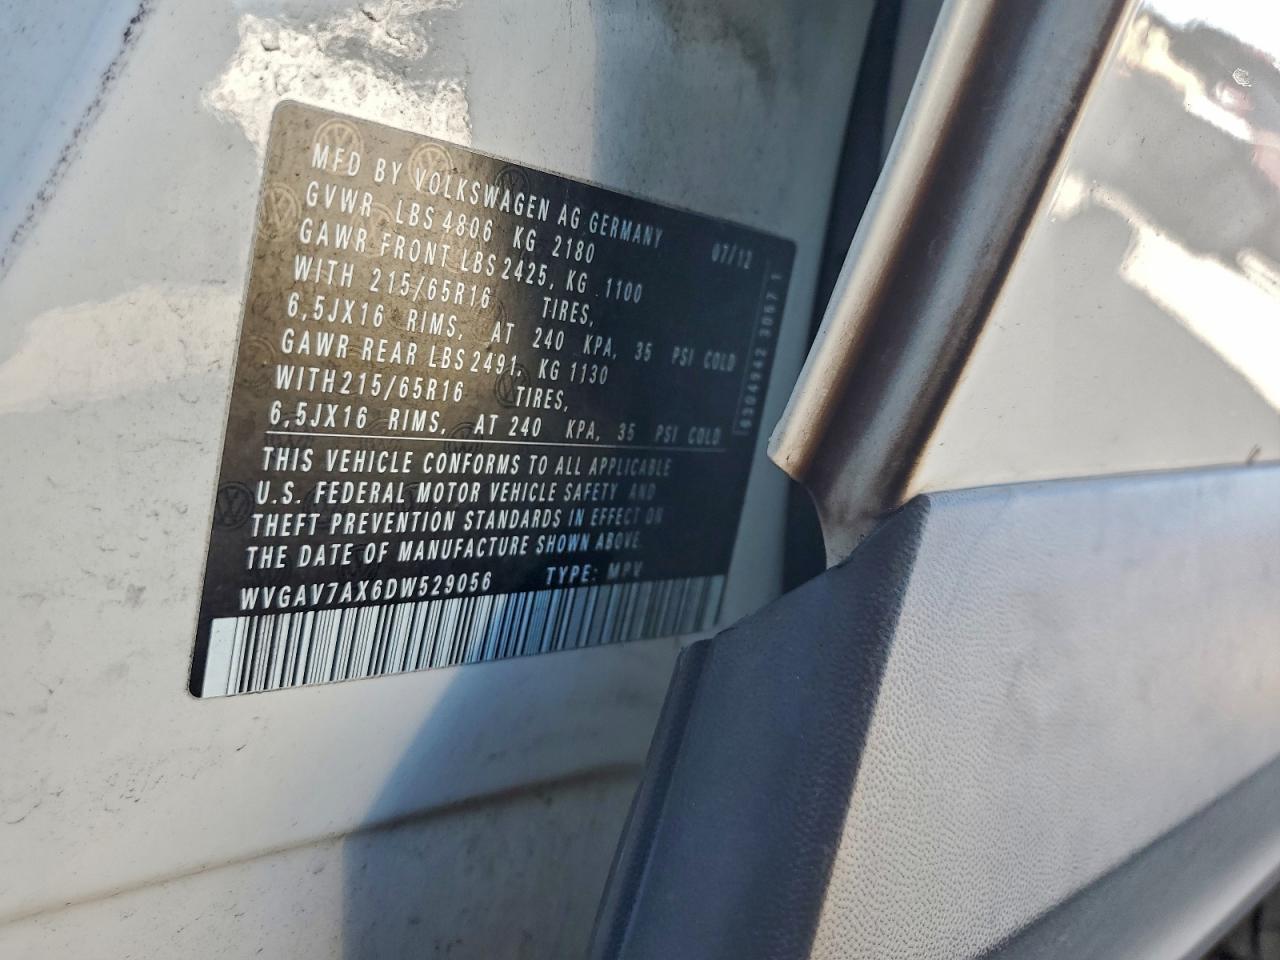 MFD BY VOLKSWAGEN AG GERMANY 07/12
GVWR LBS 4806 KG 2180
GAWR FRONT LBS 2425, KG 1100
WITH 215/65R16 TIRES,
6,5JX16 RIMS, AT 240 KPA, 35 PSI COLD
GAWR REAR LBS 2491, KG 1130
WITH 215/65R16 TIRES,
6,5JX16 RIMS, AT 240 KPA, 35 PSI COLD
THIS VEHICLE CONFORMS TO ALL APPLICABLE
U.S. FEDERAL MOTOR VEHICLE SAFETY AND
THEFT PREVENTION STANDARDS IN EFFECT ON
THE DATE OF MANUFACTURE SHOWN ABOVE.
WVGAV7AX6DW529056 TYPE: MPV